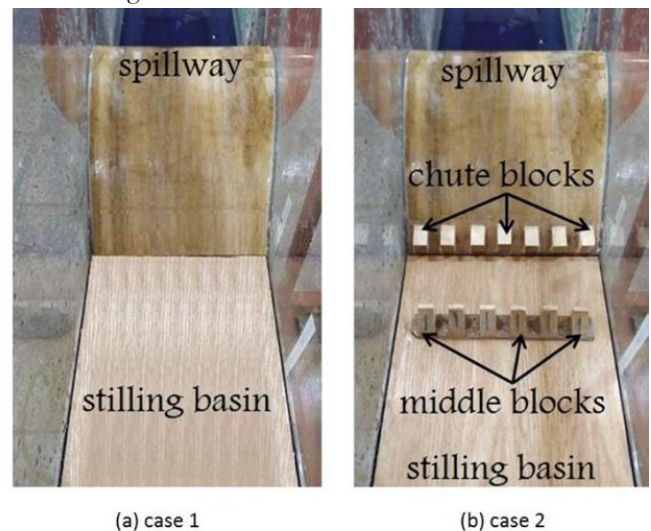 spillway
stilling basin
(a) case 1
spillway
chute blocks
middle blocks
stilling basin
(b) case 2